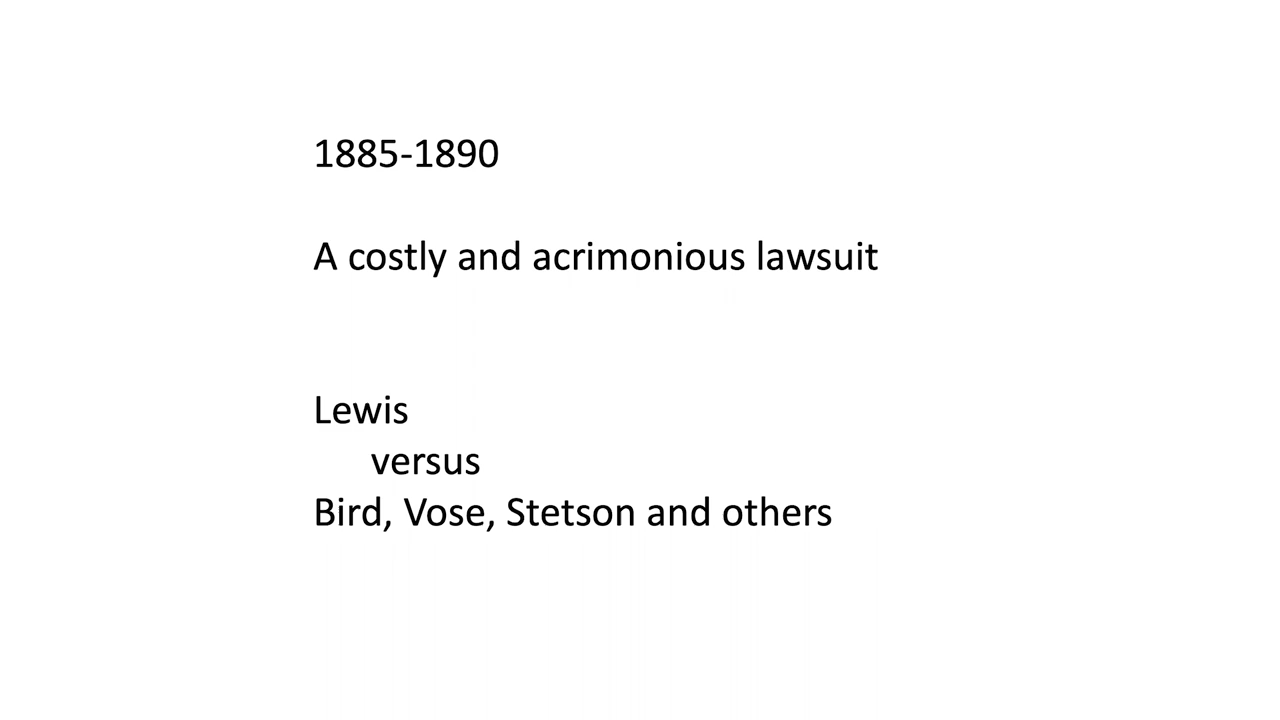 1885-1890
A costly and acrimonious lawsuit
Lewis
versus
Bird, Vose, Stetson and others